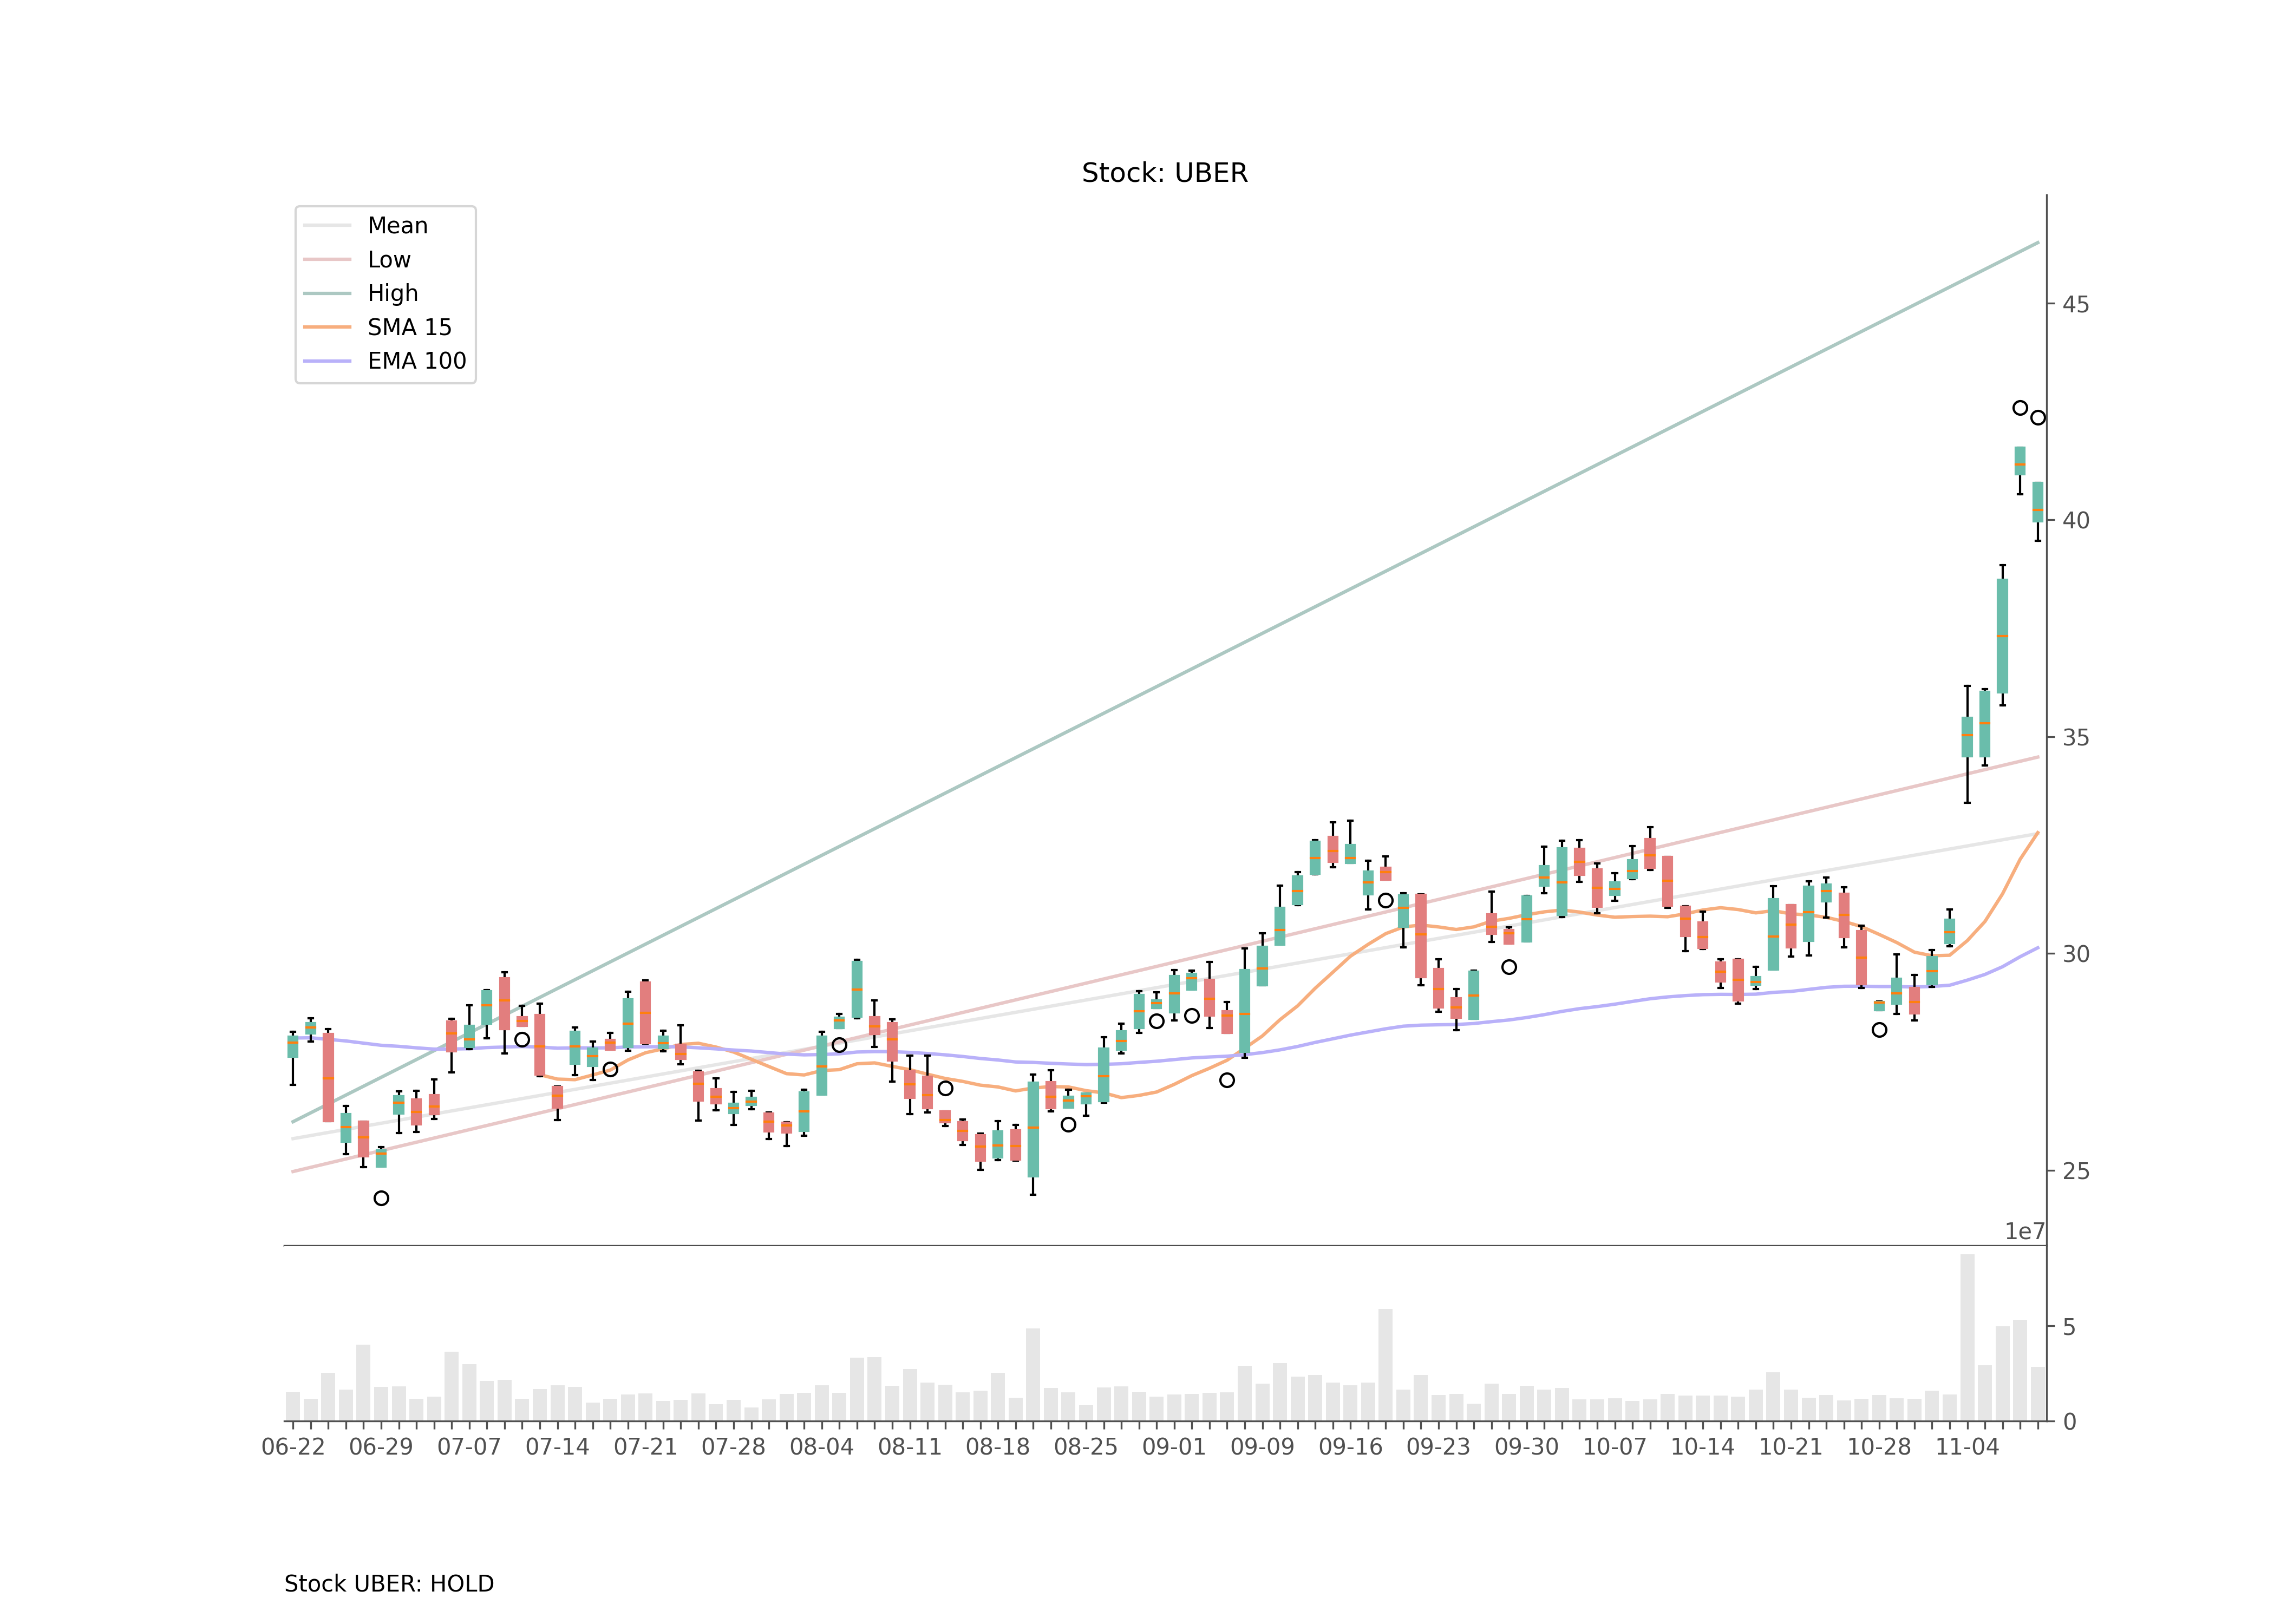 Stock: UBER
Mean
Low
High
SMA 15
EMA 100
45
40
35
30
25
1e7
5
0
06-22 06-29 07-07 07-14 07-21 07-28 08-04 08-11 08-18 08-25 09-01 09-09 09-16 09-23 09-30 10-07 10-14 10-21 10-28 11-04
Stock UBER: HOLD